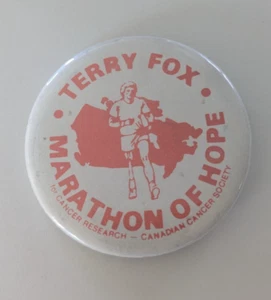 • TERRY FOX •
MARATHON OF HOPE
CANCER RESEARCH — CANADIAN CANCER SOCIETY